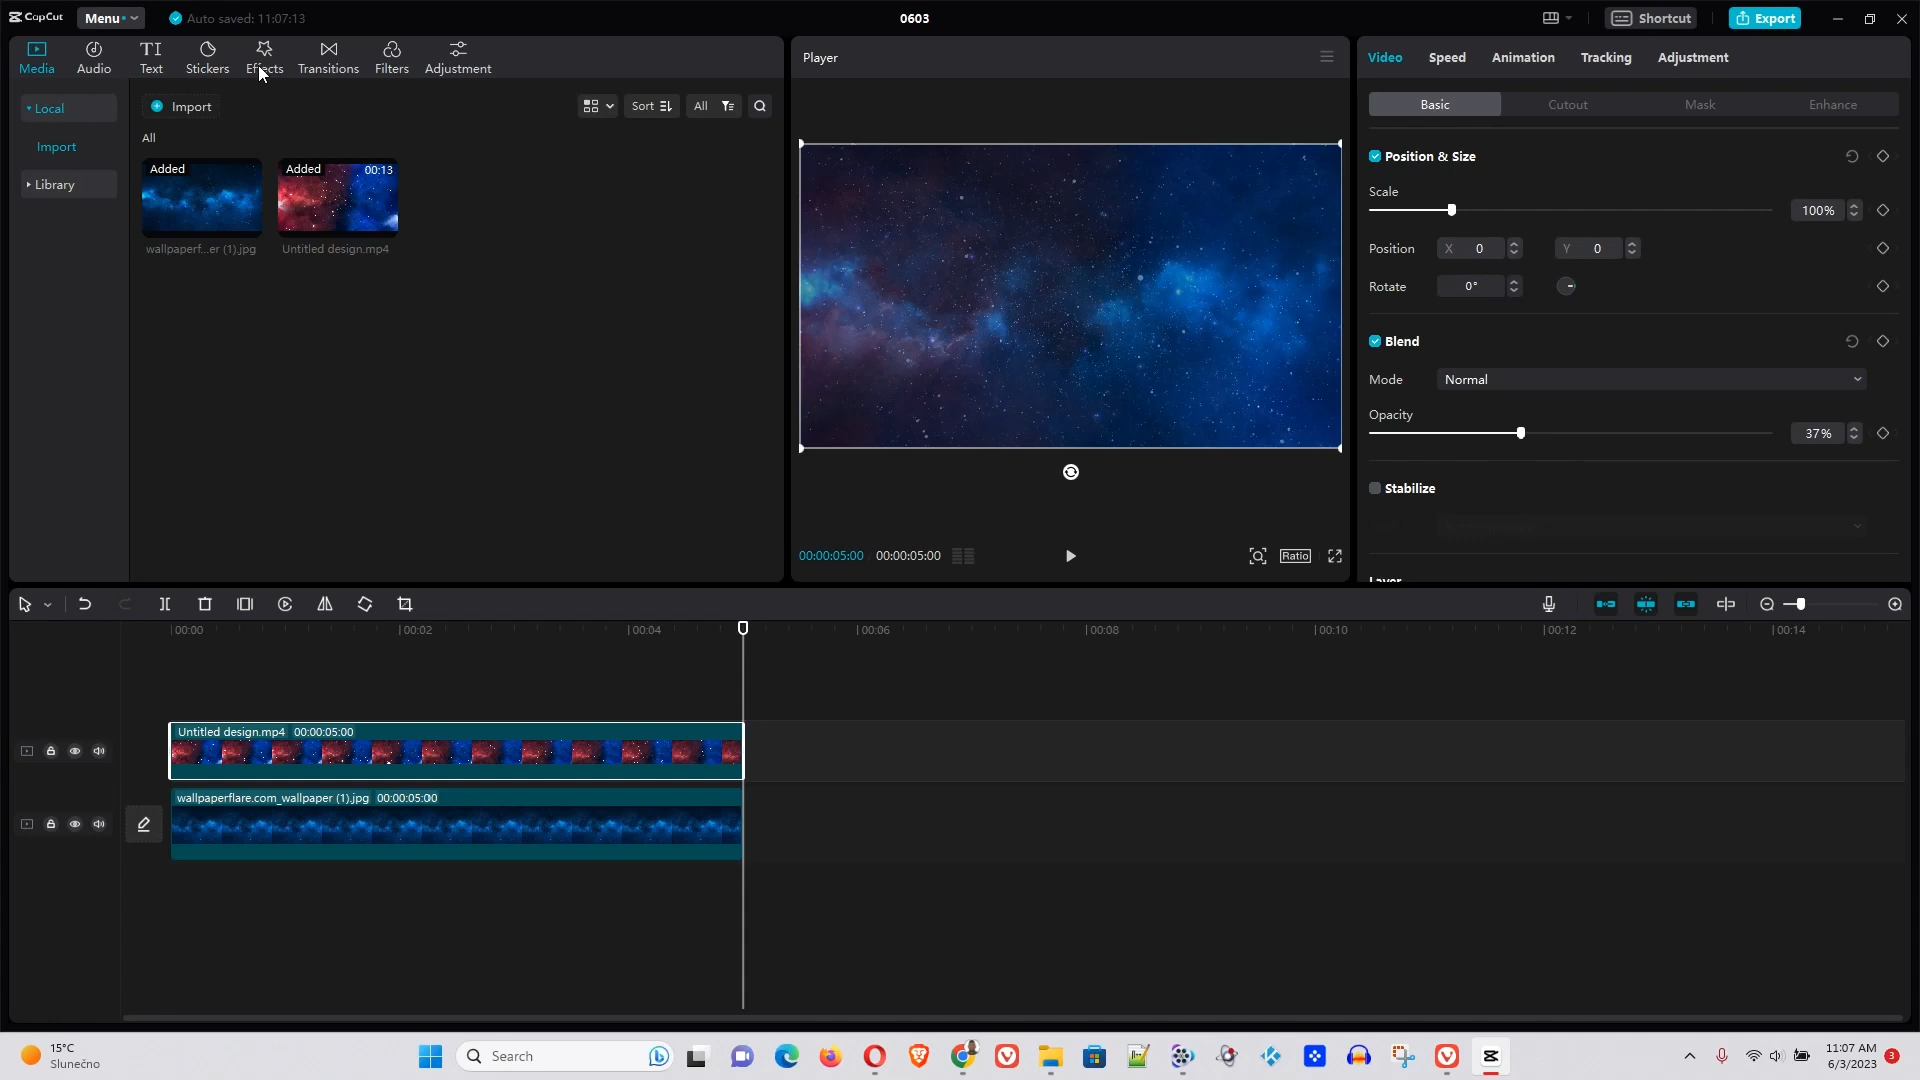 CapCut
Menu
Auto saved: 11:07:13
0603
Shortcut
Export
Media
Audio
Text
Stickers
Effects
Transitions
Filters
Adjustment
Local
Import
Library
Import
Sort
All
All
Added
Added
00:13
wallpaperf...er (1).jpg
Untitled design.mp4
Player
00:00:05:00
00:00:05:00
Ratio
Video
Speed
Animation
Tracking
Adjustment
Basic
Cutout
Mask
Enhance
Position & Size
Scale
100%
Position
X 0
Y 0
Rotate
0°
Blend
Mode
Normal
Opacity
37%
Stabilize
Layer
00:00
00:02
00:04
00:06
00:08
00:10
00:12
00:14
Untitled design.mp4 00:00:05:00
wallpaperflare.com_wallpaper (1).jpg 00:00:05:00
15°C
Slunečno
Search
11:07 AM
6/3/2023
3